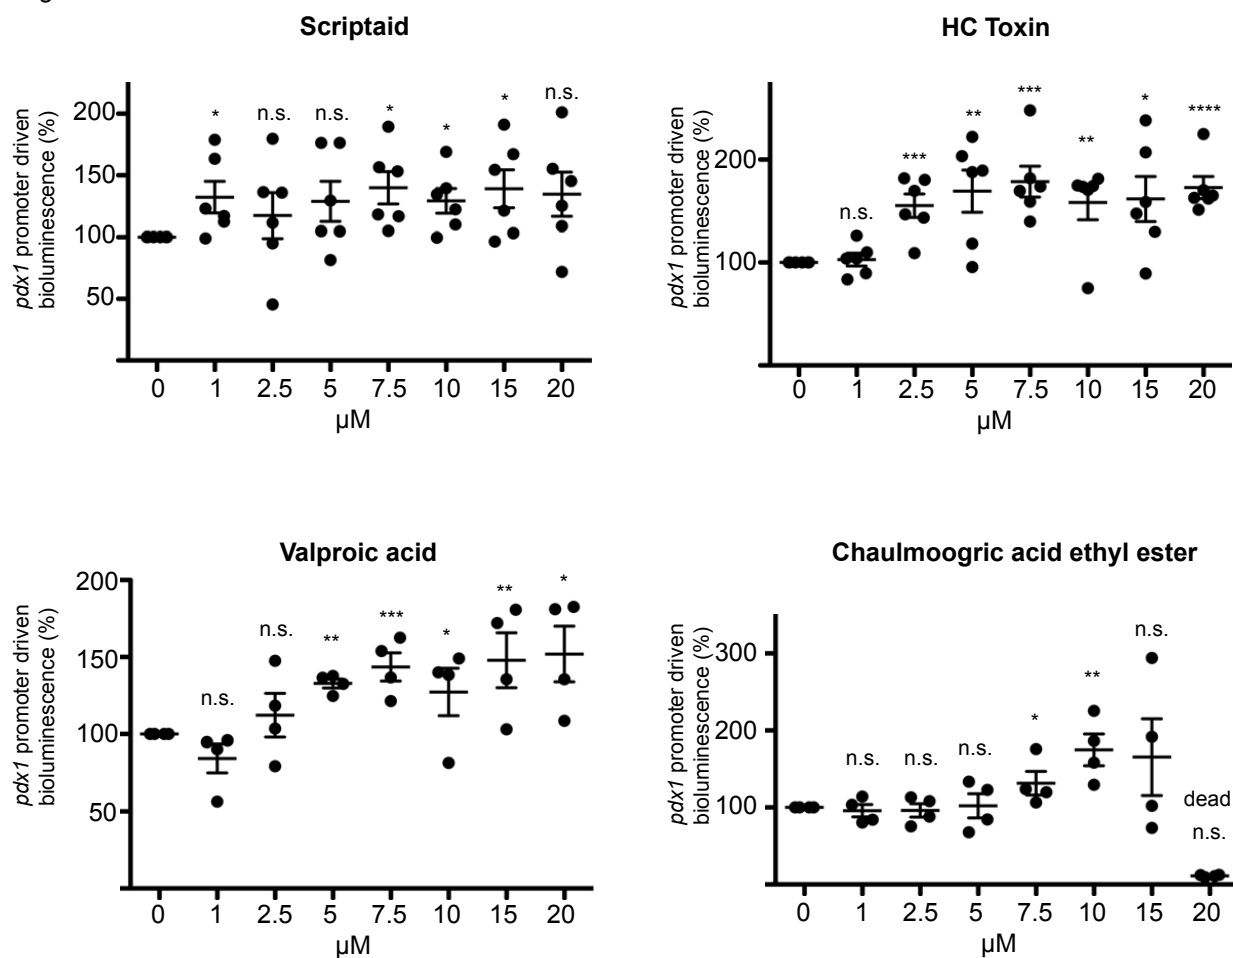 Scriptaid
pdx1 promoter driven
bioluminescence (%)
200
150
100
50
* n.s. n.s. * * * n.s.
0 1 2.5 5 7.5 10 15 20
µM
HC Toxin
pdx1 promoter driven
bioluminescence (%)
200
100
n.s. *** ** *** ** * ****
0 1 2.5 5 7.5 10 15 20
µM
Valproic acid
pdx1 promoter driven
bioluminescence (%)
200
150
100
50
n.s. n.s. ** *** * ** *
0 1 2.5 5 7.5 10 15 20
µM
Chaulmoogric acid ethyl ester
pdx1 promoter driven
bioluminescence (%)
300
200
100
n.s. n.s. n.s. * ** n.s. dead
n.s.
0 1 2.5 5 7.5 10 15 20
µM